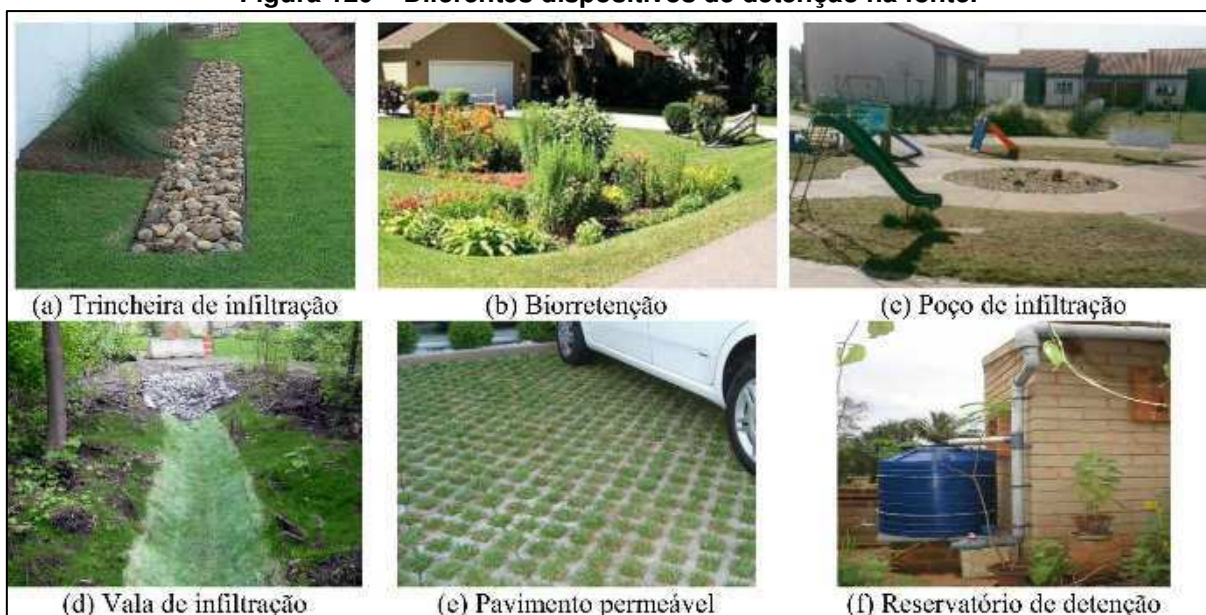 Diferentes dispositivos de detenção na fonte.
(a) Trincheira de infiltração
(b) Biorretenção
(c) Poço de infiltração
(d) Vala de infiltração
(e) Pavimento permeável
(f) Reservatório de detenção